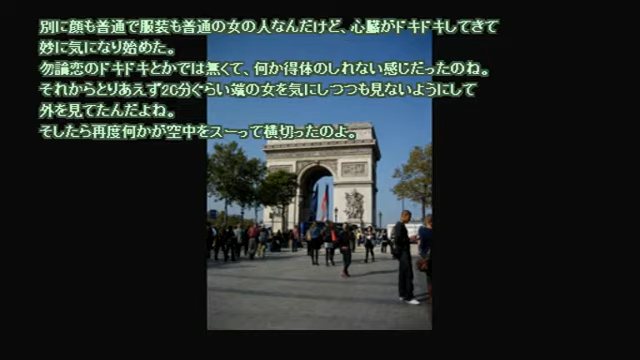 別に顔も普通で服装も普通の女の人なんだけど、心臓がドキドキしてきて
妙に気になり始めた。
勿論恋のドキドキとかでは無くて、何か得体のしれない感じだったのね。
それからとりあえず20分ぐらい端の女を気にしつつも見ないようにして
外を見てたんだよね。
そしたら再度何かが空中をスーって横切ったのよ。